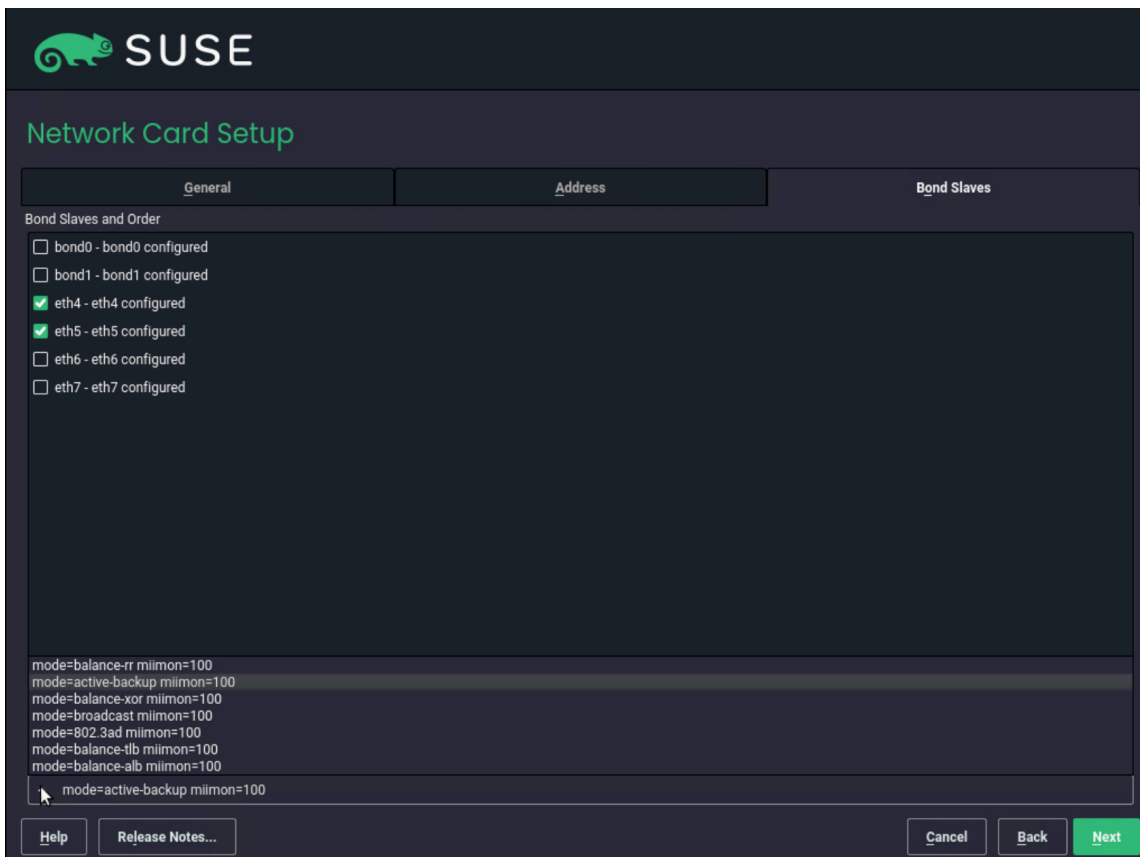 SUSE
Network Card Setup
General Address Bond Slaves
Bond Slaves and Order
bond0 - bond0 configured
bond1 - bond1 configured
eth4 - eth4 configured
eth5 - eth5 configured
eth6 - eth6 configured
eth7 - eth7 configured
mode=balance-rr miimon=100
mode=active-backup miimon=100
mode=balance-xor miimon=100
mode=broadcast miimon=100
mode=802.3ad miimon=100
mode=balance-tlb miimon=100
mode=balance-alb miimon=100
mode=active-backup miimon=100
Help Release Notes... Cancel Back Next